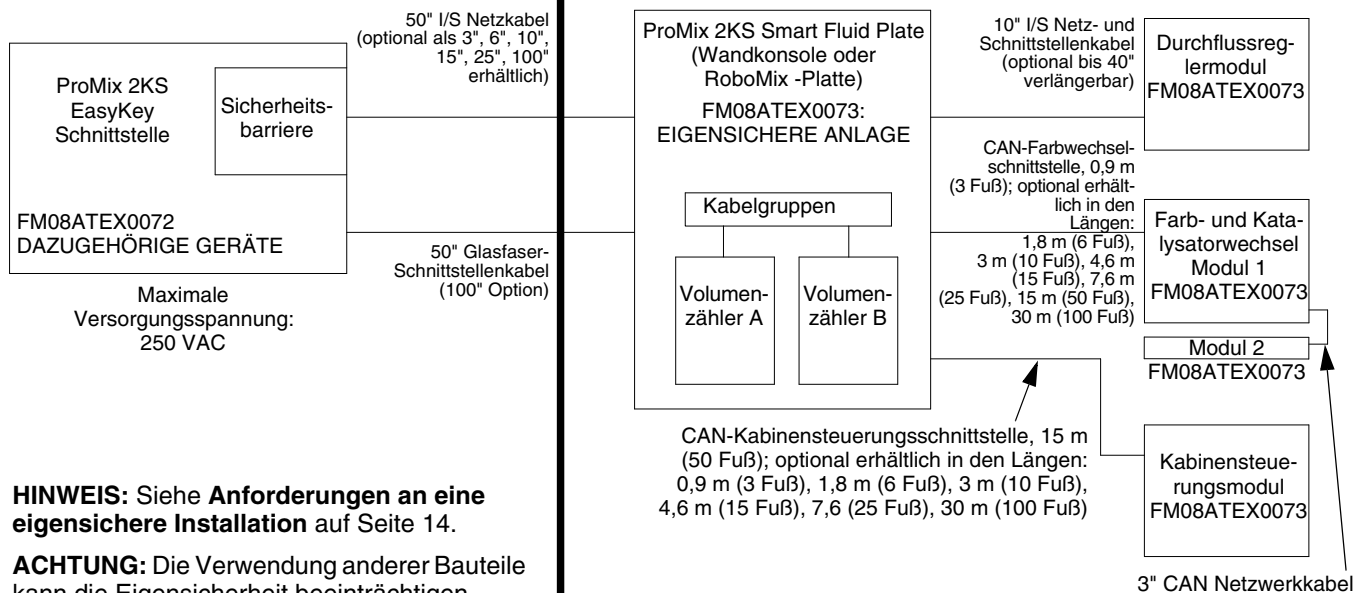 50" I/S Netzkabel
(optional als 3", 6", 10",
15", 25", 100"
erhältlich)
ProMix 2KS
EasyKey
Schnittstelle
Sicherheits-
barriere
FM08ATEX0072
DAZUGEHÖRIGE GERÄTE
50" Glasfaser-
Schnittstellenkabel
(100" Option)
Maximale
Versorgungsspannung:
250 VAC
ProMix 2KS Smart Fluid Plate
(Wandkonsole oder
RoboMix -Platte)
FM08ATEX0073:
EIGENSICHERE ANLAGE
Kabelgruppen
Volumen-
zähler A
Volumen-
zähler B
10" I/S Netz- und
Schnittstellenkabel
(optional bis 40"
verlängerbar)
Durchflussreg-
lermodul
FM08ATEX0073
CAN-Farbwechsel-
schnittstelle, 0,9 m
(3 Fuß); optional erhält-
lich in den
Längen:
1,8 m (6 Fuß),
3 m (10 Fuß), 4,6 m
(15 Fuß), 7,6 m
(25 Fuß), 15 m (50 Fuß),
30 m (100 Fuß)
Farb- und Kata-
lysatorwechsel
Modul 1
FM08ATEX0073
Modul 2
FM08ATEX0073
CAN-Kabinensteuerungsschnittstelle, 15 m
(50 Fuß); optional erhältlich in den Längen:
0,9 m (3 Fuß), 1,8 m (6 Fuß), 3 m (10 Fuß),
4,6 m (15 Fuß), 7,6 (25 Fuß), 30 m (100 Fuß)
Kabinensteue-
rungsmodul
FM08ATEX0073
3" CAN Netzwerkkabel
HINWEIS: Siehe Anforderungen an eine
eigensichere Installation auf Seite 14.
ACHTUNG: Die Verwendung anderer Bauteile
kann die Eigensicherheit beeinträchtigen